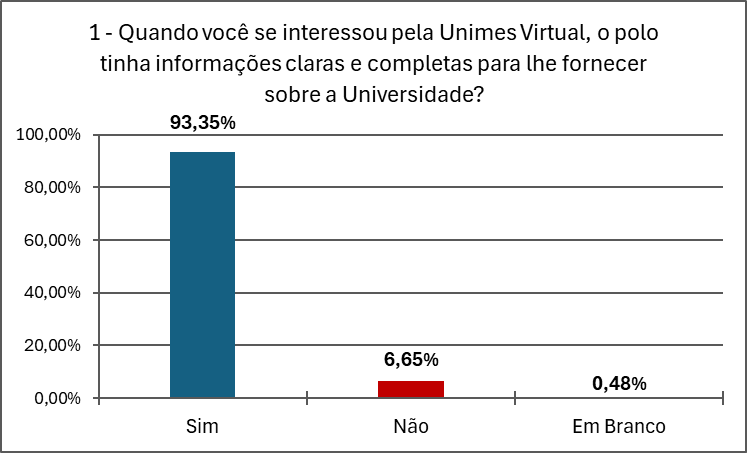 1 - Quando você se interessou pela Unimes Virtual, o polo
tinha informações claras e completas para lhe fornecer
sobre a Universidade?
93,35%
100,00%
80,00%
60,00%
40,00%
20,00%
6,65%
0,48%
0,00%
Sim
Não
Em Branco